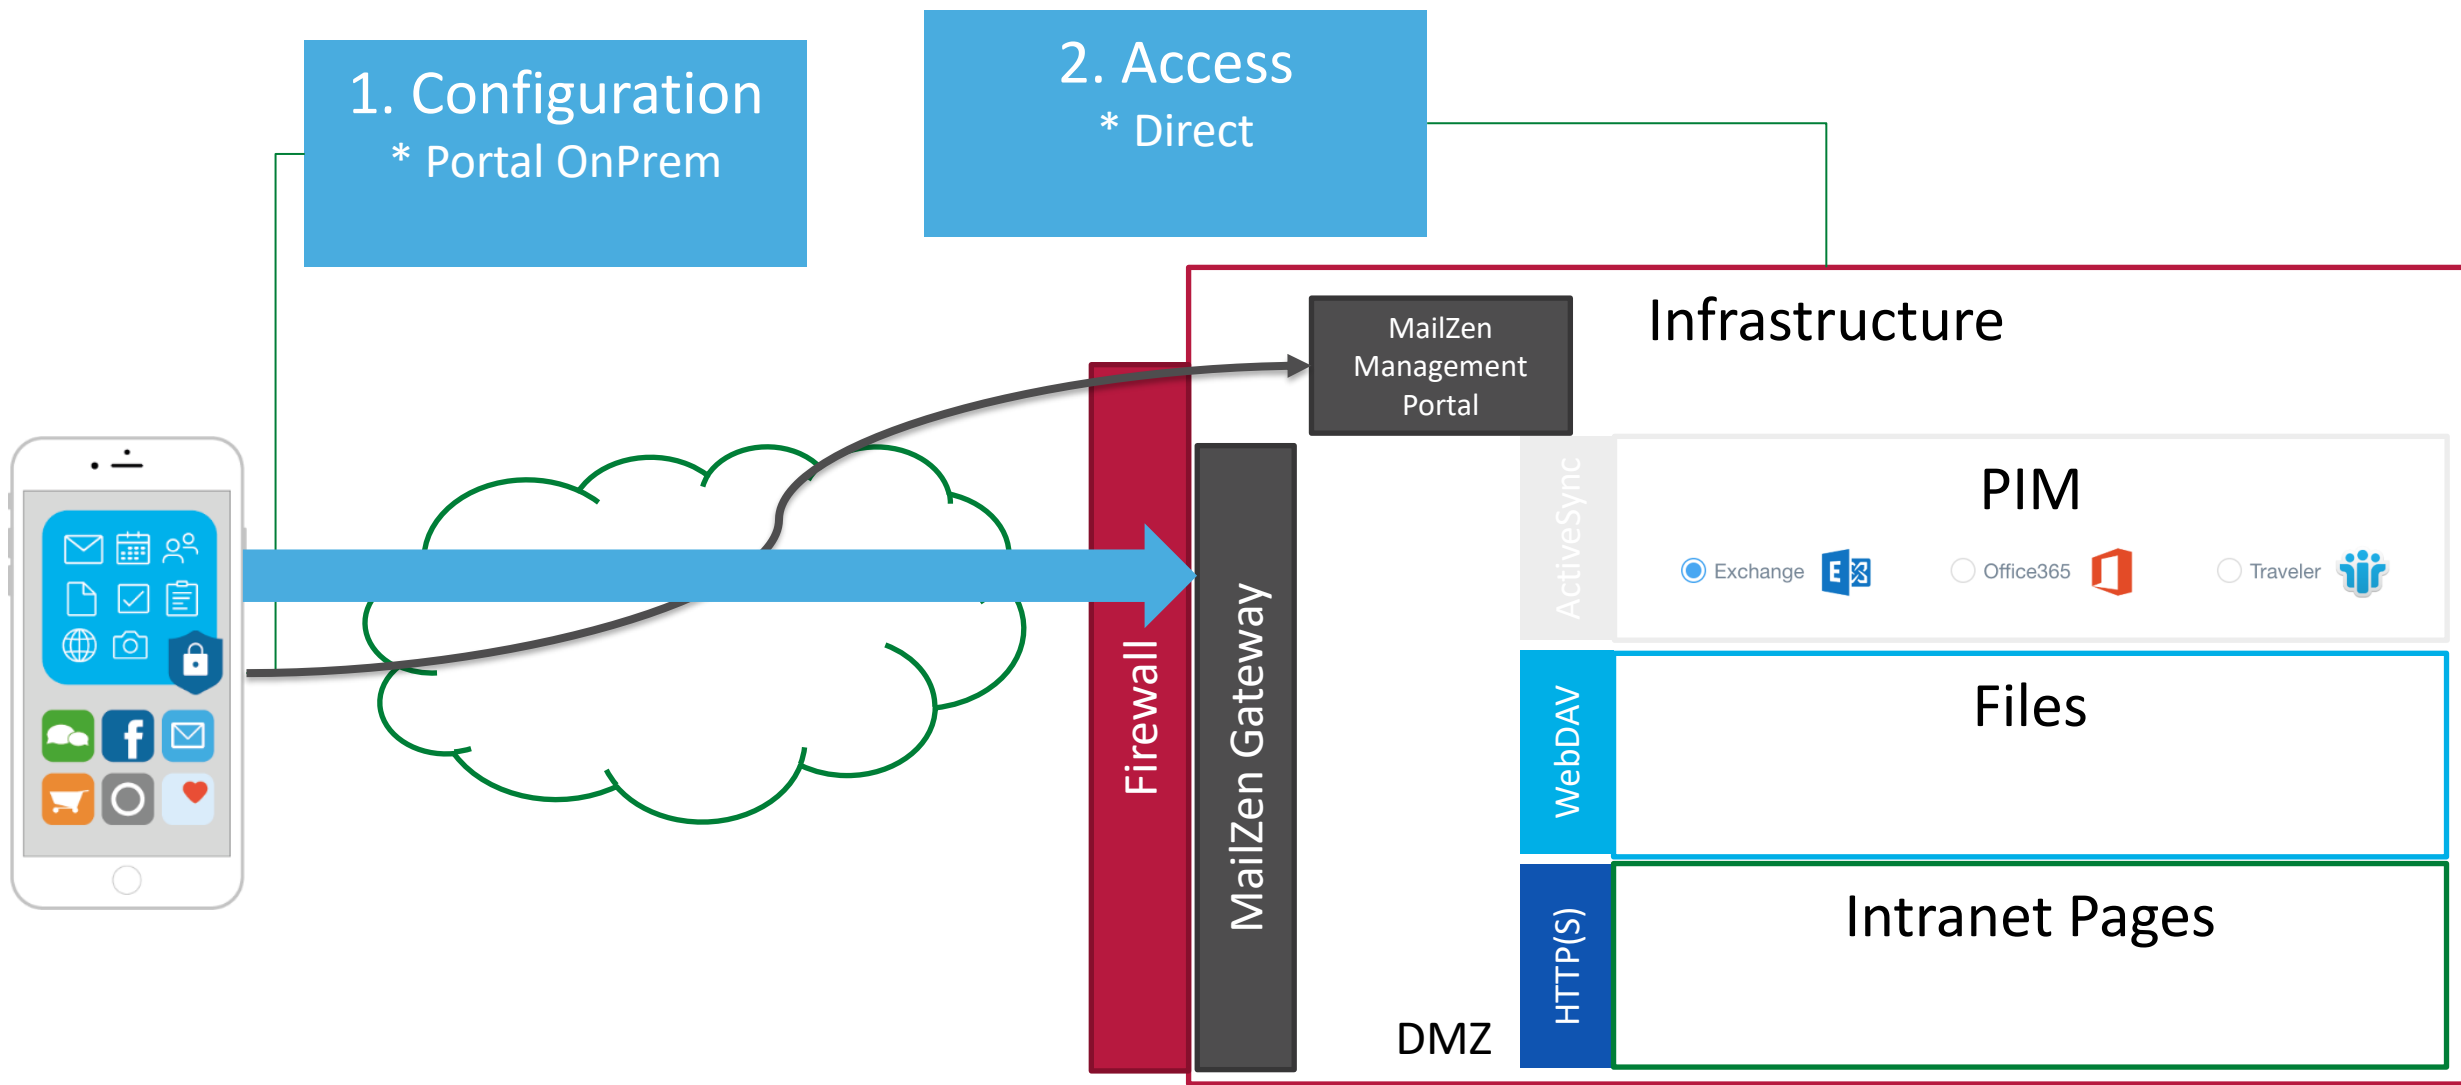 1. Configuration
* Portal OnPrem
2. Access
* Direct
Infrastructure
MailZen
Management
Portal
Firewall
MailZen Gateway
DMZ
ActiveSync
PIM
Exchange
E
Office365
Traveler
WebDAV
Files
HTTP(S)
Intranet Pages
f